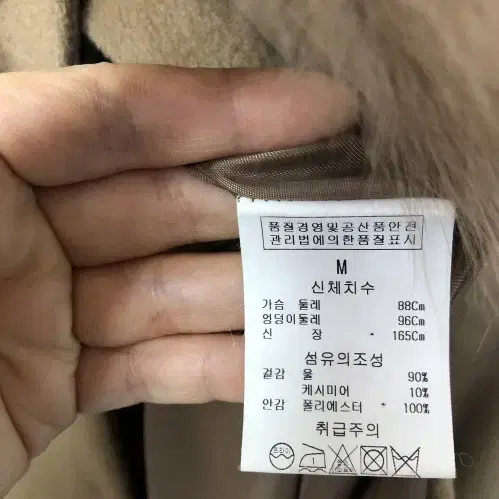 품질경영및공산품안전
관리법에의한품질표시
M
신체치수
가슴 둘레 88Cm
엉덩이둘레 96Cm
신 장 * 165Cm
섬유의조성
겉감 울 90%
케시미어 10%
안감 폴리에스터 * 100%
취급주의
드라이